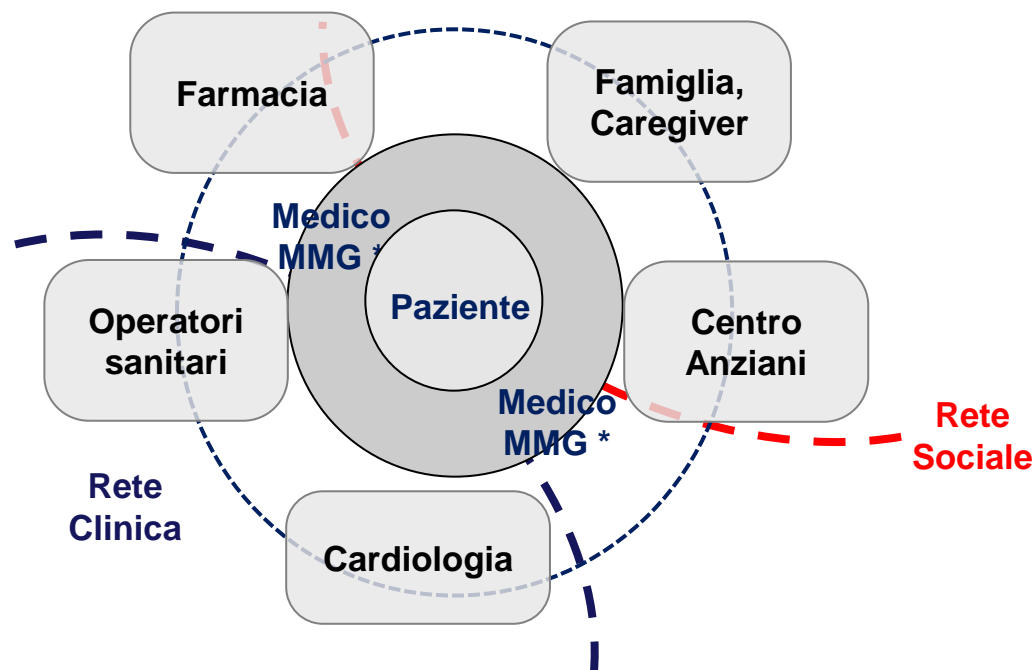 Farmacia
Famiglia,
Caregiver
Medico
MMG *
Paziente
Operatori
sanitari
Centro
Anziani
Medico
MMG *
Rete
Sociale
Rete
Clinica
Cardiologia